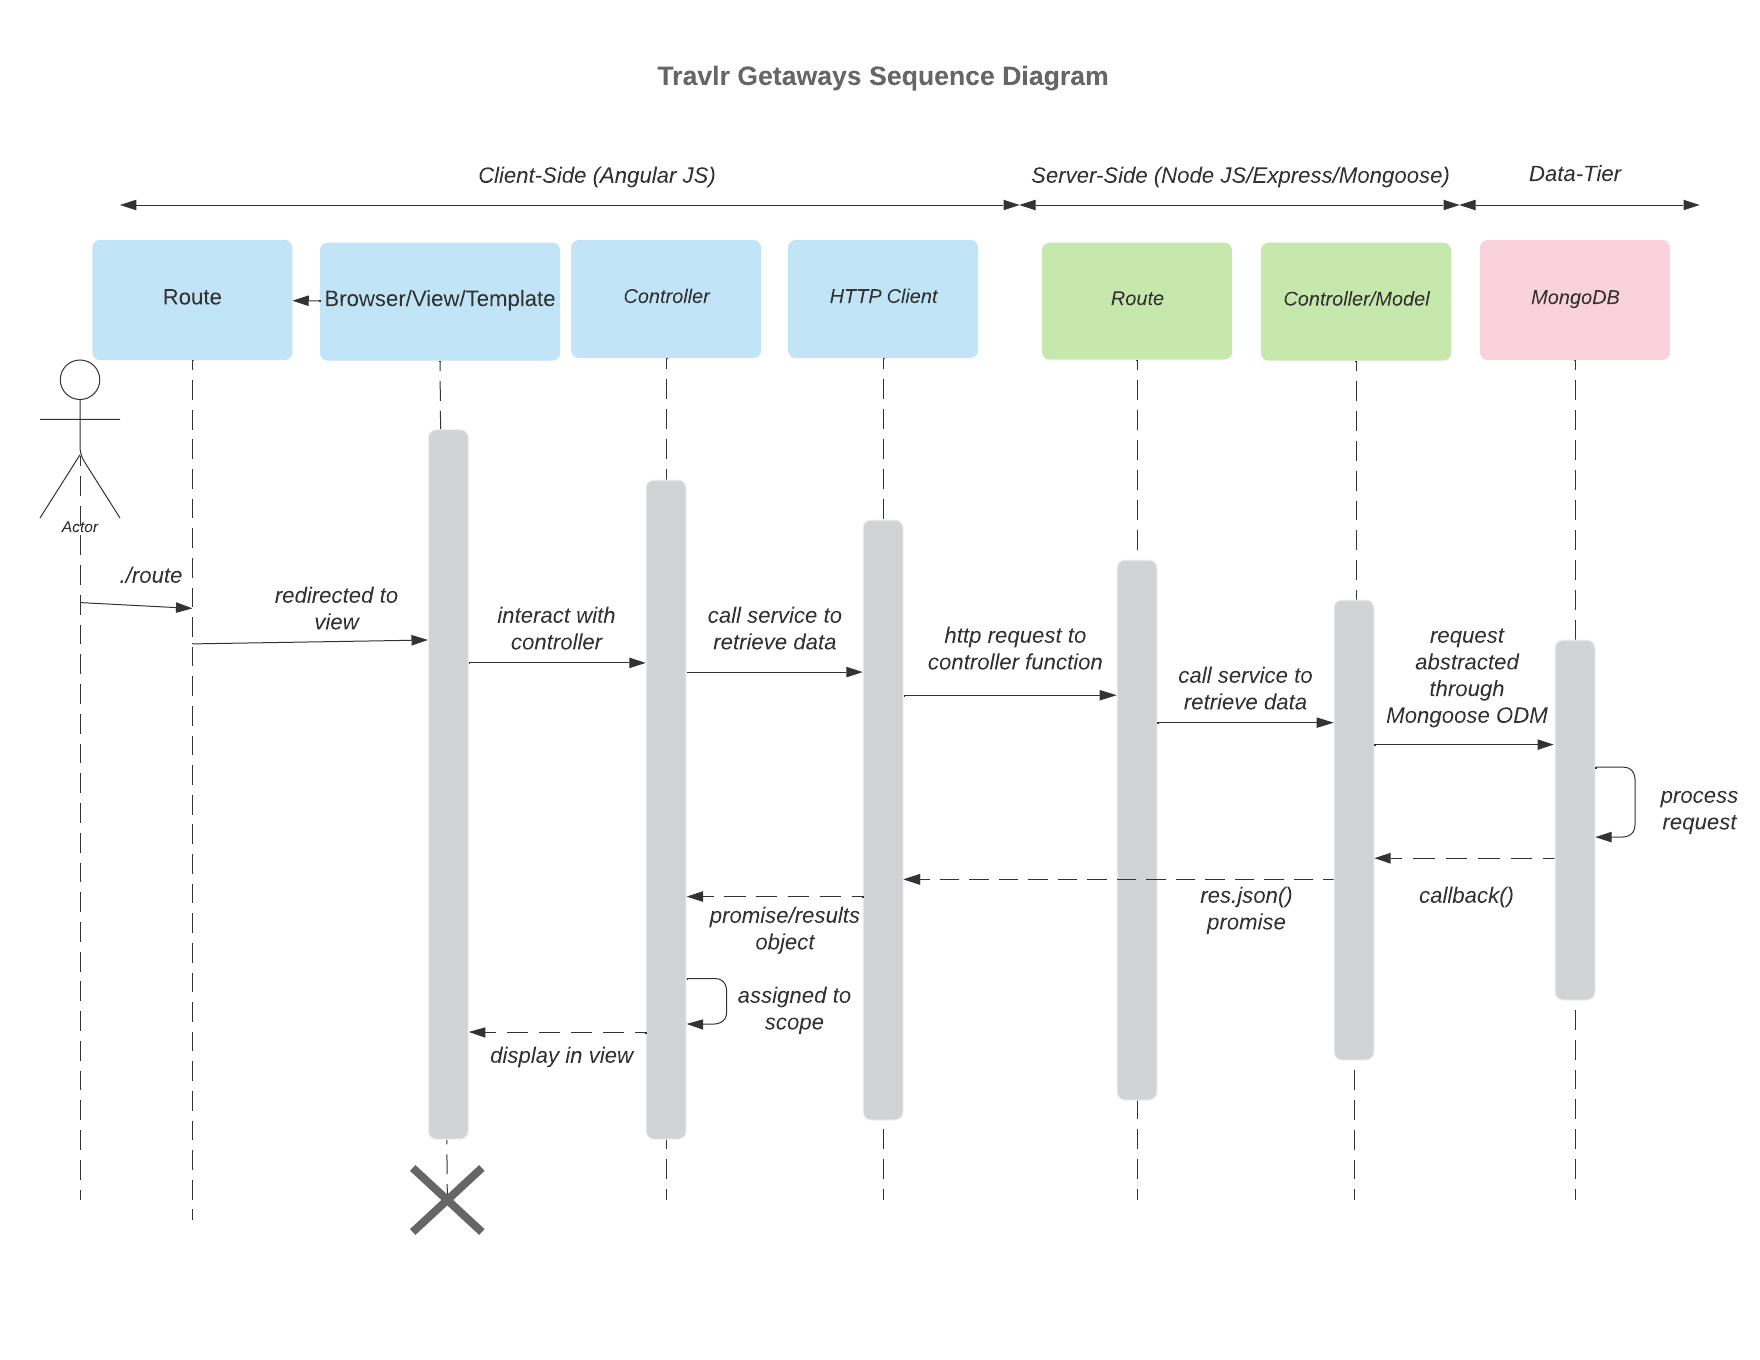 Travlr Getaways Sequence Diagram
Client-Side (Angular JS)
Server-Side (Node JS/Express/Mongoose)
Data-Tier
Route
Browser/View/Template
Controller
HTTP Client
Route
Controller/Model
MongoDB
Actor
./route
redirected to
view
interact with
controller
call service to
retrieve data
http request to
controller function
call service to
retrieve data
request
abstracted
through
Mongoose ODM
process
request
callback()
res.json()
promise
promise/results
object
assigned to
scope
display in view